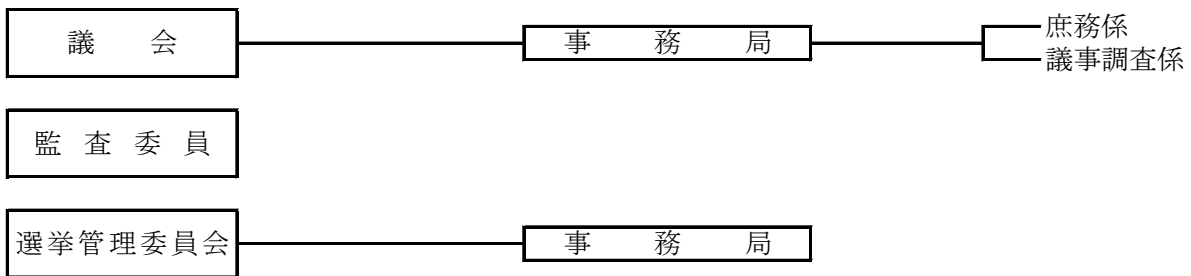 議会
事務局
庶務係
議事調査係
監査委員
選挙管理委員会
事務局